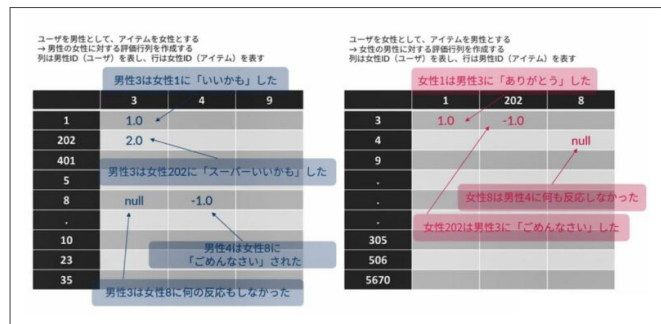 ユーザを男性として、アイテムを女性とする
→ 男性の女性に対する評価行列を作成する
列は男性ID（ユーザ）を表し、行は女性ID（アイテム）を表す
男性3は女性1に「いいかも」した
3 4 9
1 1.0
202 2.0
401
男性3は女性202に「スーパーいいかも」した
5
8 null -1.0
.
10
男性4は女性8に
「ごめんなさい」された
23
35
男性3は女性8に何の反応もしなかった
ユーザを女性として、アイテムを男性とする
→ 女性の男性に対する評価行列を作成する
列は女性ID（ユーザ）を表し、行は男性ID（アイテム）を表す
女性1は男性3に「ありがとう」した
1 202 8
3 1.0 -1.0
4 null
9
.
.
女性8は男性4に何も反応しなかった
.
女性202は男性3に「ごめんなさい」した
305
506
5670